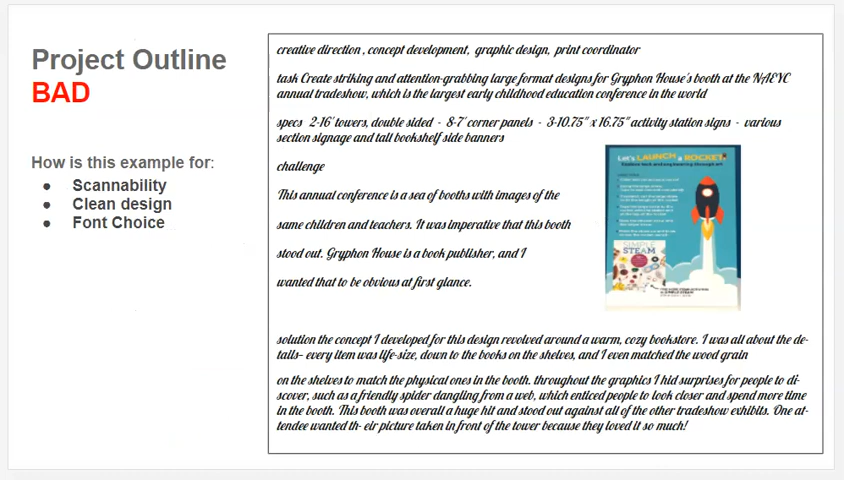 Project Outline
BAD
How is this example for:
● Scannability
● Clean design
● Font Choice
creative direction , concept development, graphic design, print coordinator
task Create striking and attention-grabbing large format designs for Gryphon House's booth at the NAEYC
annual tradeshow, which is the largest early childhood education conference in the world
specs 2-16' towers, double sided - 8-7' corner panels - 3-10.75" x 16.75" activity station signs - various
section signage and tall bookshelf side banners
challenge
This annual conference is a sea of booths with images of the
same children and teachers. It was imperative that this booth
stood out. Gryphon House is a book publisher, and I
wanted that to be obvious at first glance.
Let's LAUNCH a ROCKET!
SIMPLE
STEAM
solution the concept I developed for this design revolved around a warm, cozy bookstore. I was all about the de-
tails– every item was life-size, down to the books on the shelves, and I even matched the wood grain
on the shelves to match the physical ones in the booth. throughout the graphics I hid surprises for people to di-
scover, such as a friendly spider dangling from a web, which enticed people to look closer and spend more time
in the booth. This booth was overall a huge hit and stood out against all of the other tradeshow exhibits. One at-
tendee wanted th- eir picture taken in front of the tower because they loved it so much!